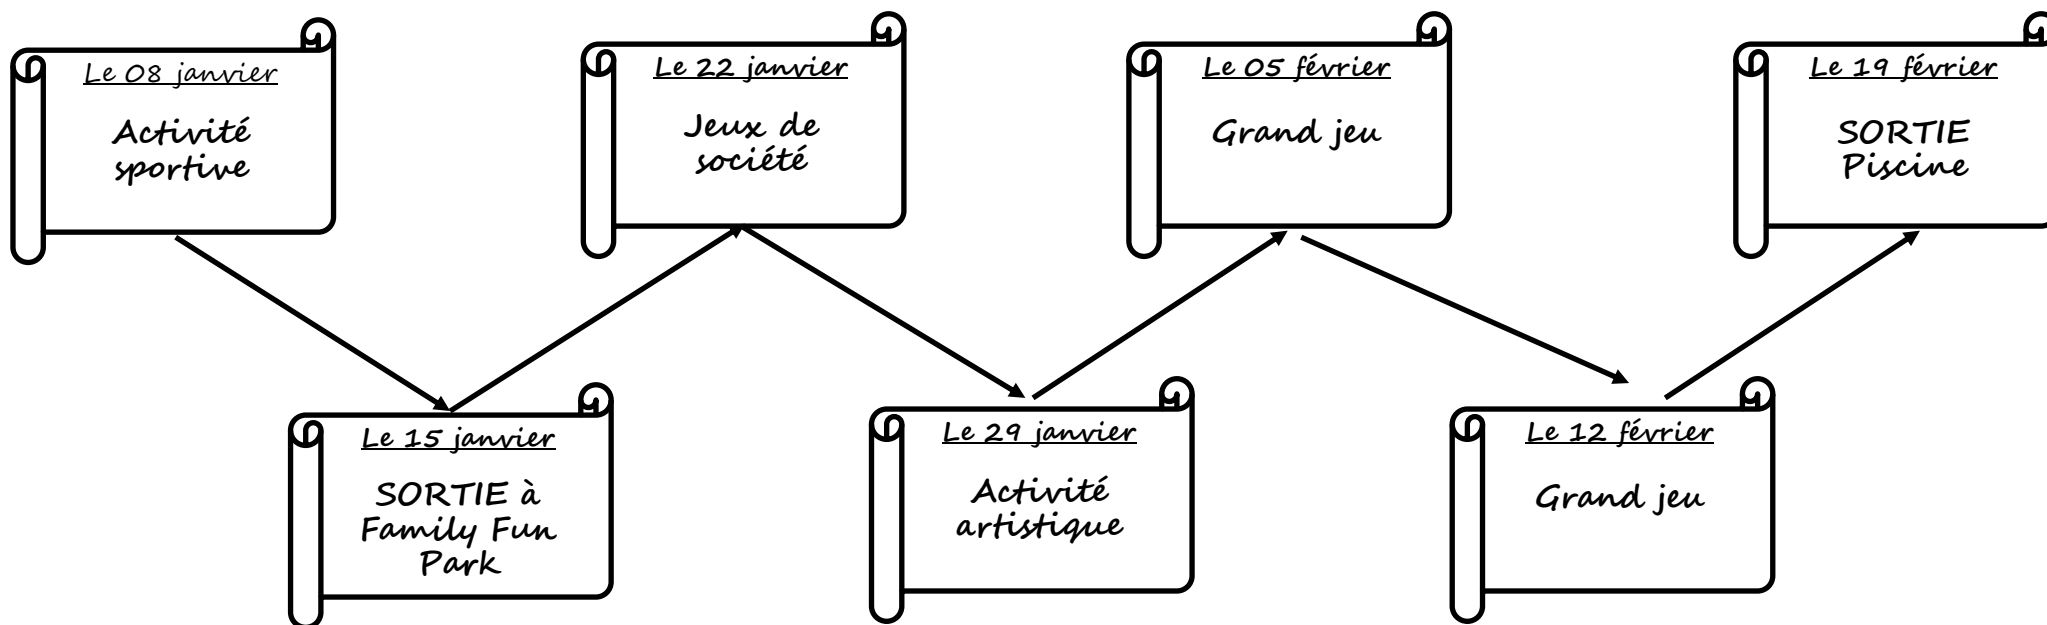 Le 08 janvier
Activité
sportive
Le 15 janvier
SORTIE à
Family Fun
Park
Le 22 janvier
Jeux de
société
Le 29 janvier
Activité
artistique
Le 05 février
Grand jeu
Le 12 février
Grand jeu
Le 19 février
SORTIE
Piscine